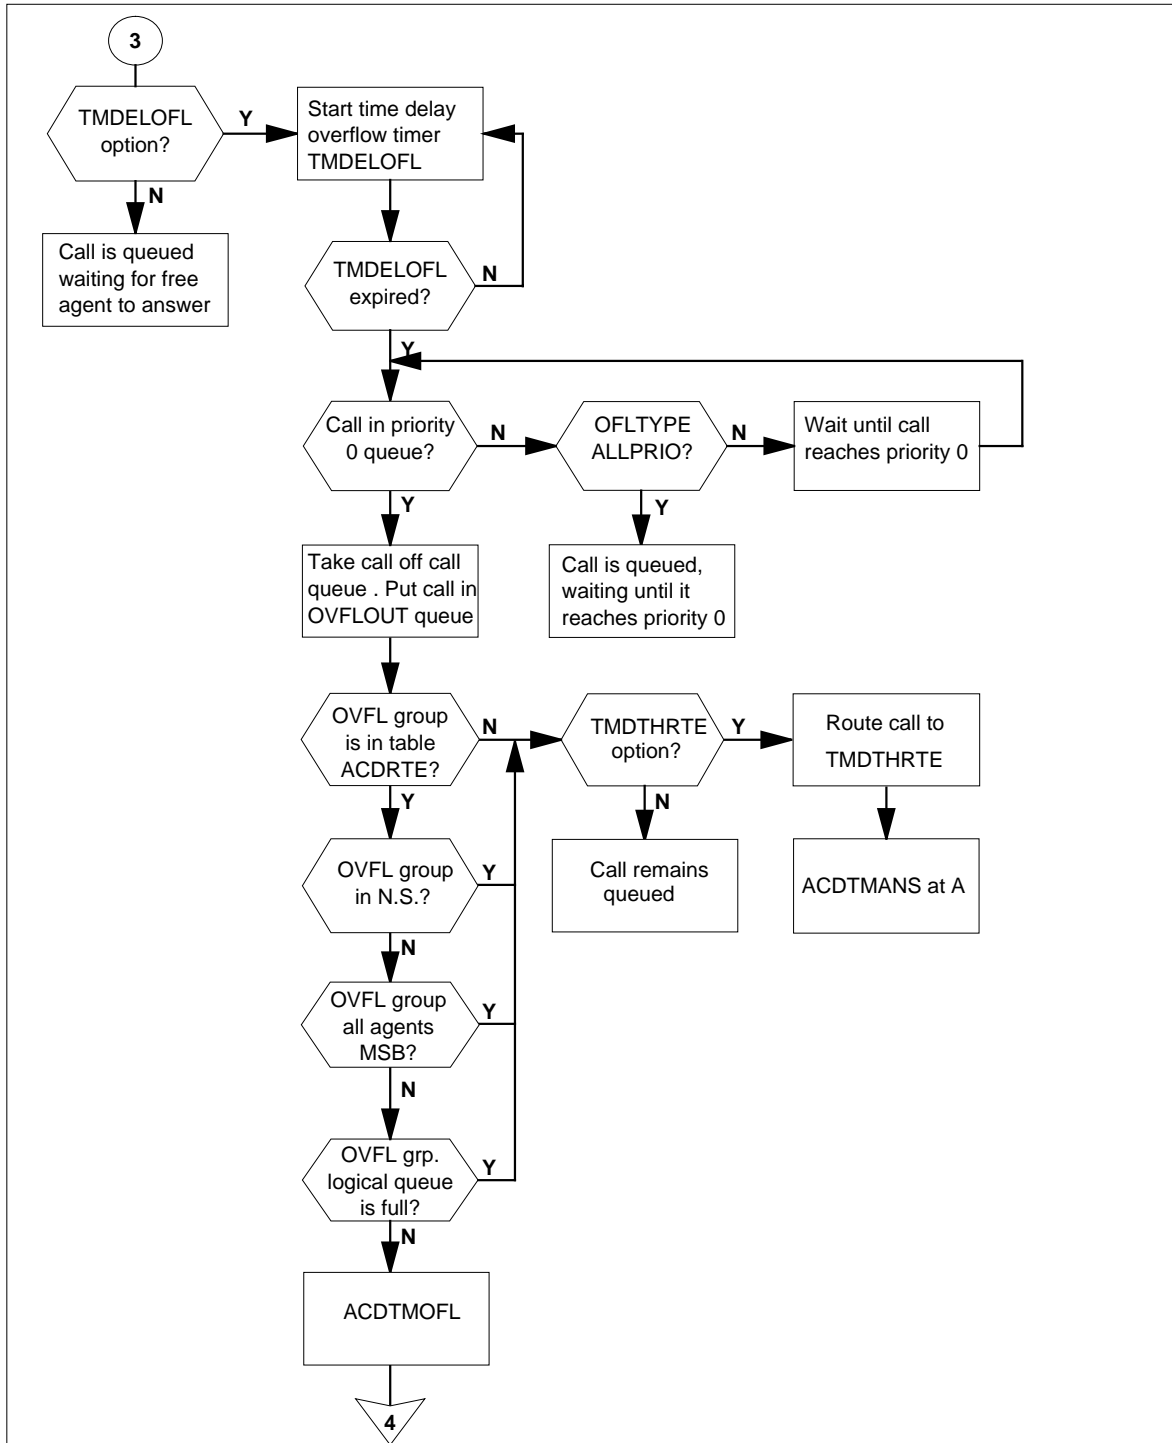 3
TMDELOFL
option?
Y
Start time delay
overflow timer
TMDELOFL
N
Call is queued
waiting for free
agent to answer
TMDELOFL
expired?
N
Y
Call in priority
0 queue?
N
OFLTYPE
ALLPRIO?
N
Wait until call
reaches priority 0
Y
Y
Take call off call
queue . Put call in
OVFLOUT queue
Call is queued,
waiting until it
reaches priority 0
OVFL group
is in table
ACDRTE?
N
TMDTHRTE
option?
Y
Route call to
TMDTHRTE
Y
N
OVFL group
in N.S.?
Y
Call remains
queued
ACDTMANS at A
N
OVFL group
all agents
MSB?
Y
N
OVFL grp.
logical queue
is full?
Y
N
ACDTMOFL
4